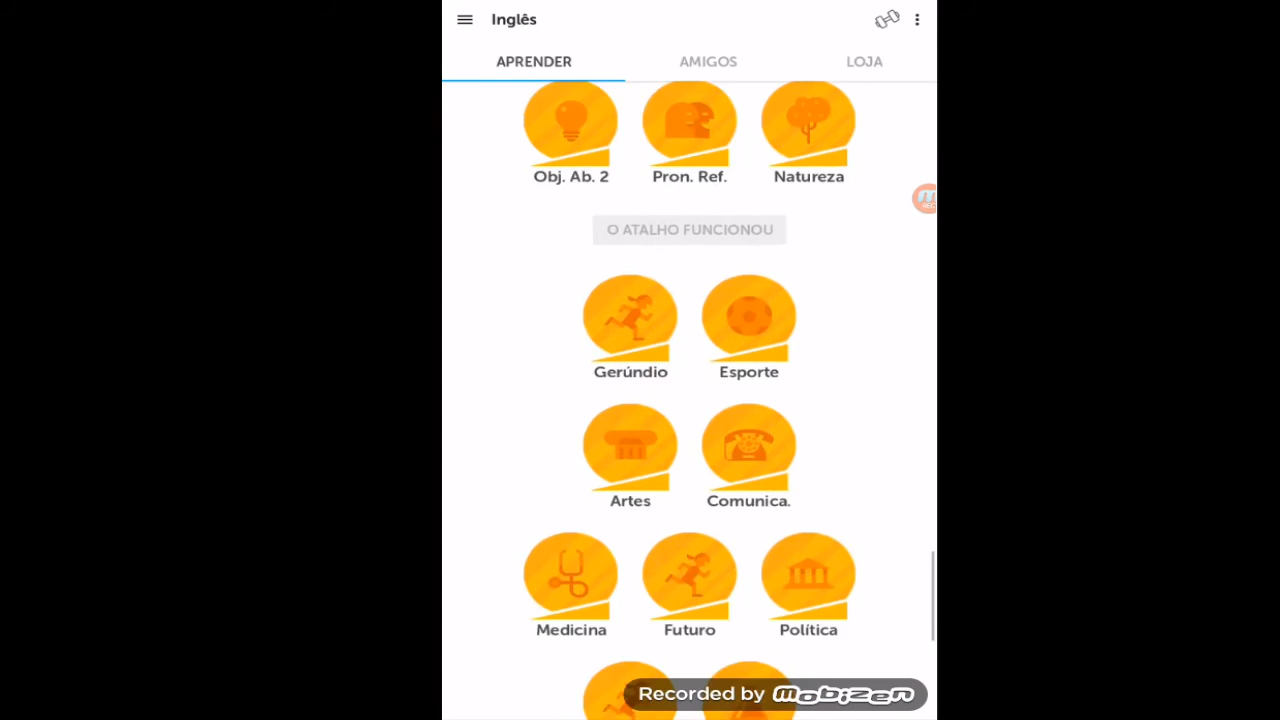 Inglês
APRENDER AMIGOS LOJA
Obj. Ab. 2 Pron. Ref. Natureza
O ATALHO FUNCIONOU
Gerúndio Esporte
Artes Comunica.
Medicina Futuro Política
Recorded by mobizen